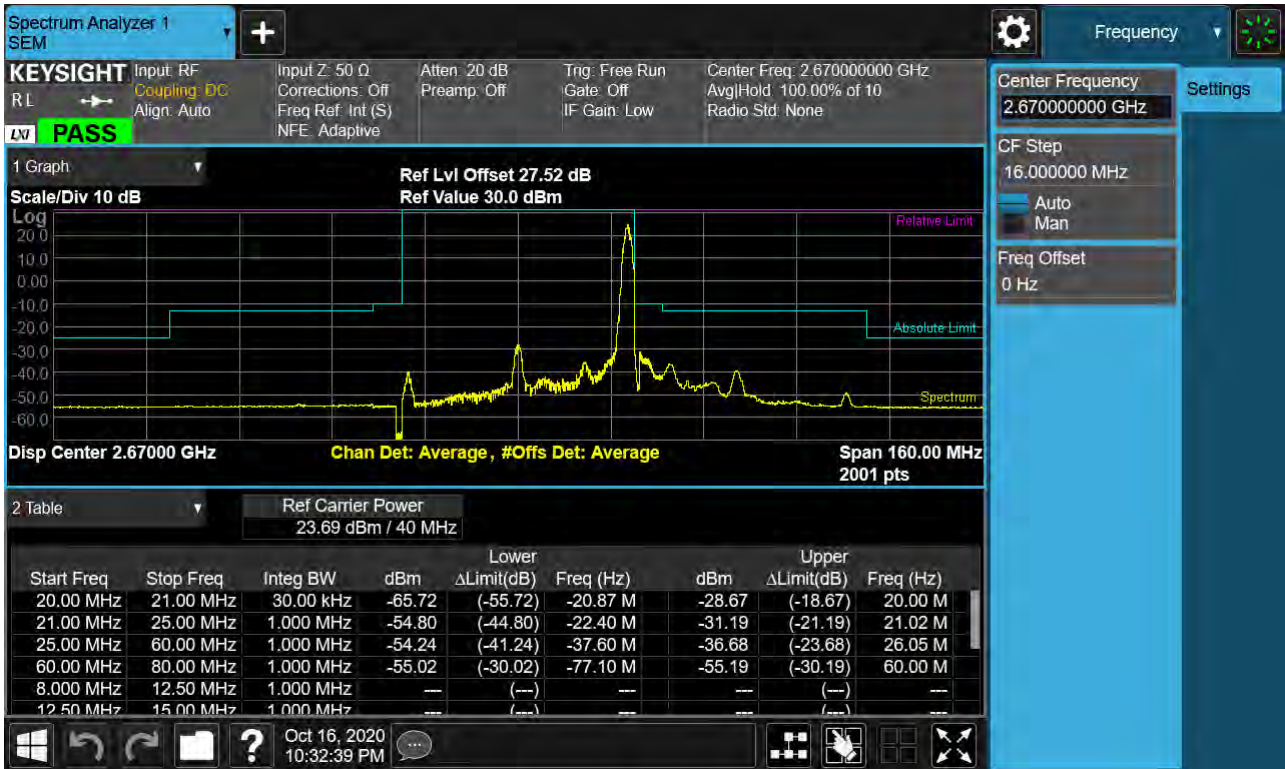 Spectrum Analyzer 1
SEM
+
Frequency
KEYSIGHT
R L
LXI
PASS
Input: RF
Coupling: DC
Align: Auto
Input Z: 50 Ω
Corrections: Off
Freq Ref: Int (S)
NFE: Adaptive
Atten: 20 dB
Preamp: Off
Trig: Free Run
Gate: Off
IF Gain: Low
Center Freq: 2.670000000 GHz
Avg|Hold: 100.00% of 10
Radio Std: None
Center Frequency
2.670000000 GHz
Settings
CF Step
16.000000 MHz
Auto
Man
Freq Offset
0 Hz
1 Graph
Scale/Div 10 dB
Ref Lvl Offset 27.52 dB
Ref Value 30.0 dBm
Log
20.0
10.0
0.00
-10.0
-20.0
-30.0
-40.0
-50.0
-60.0
Relative Limit
Absolute Limit
Spectrum
Disp Center 2.67000 GHz
Chan Det: Average, #Offs Det: Average
Span 160.00 MHz
2001 pts
2 Table
Ref Carrier Power
23.69 dBm / 40 MHz
Lower Upper
Start Freq Stop Freq Integ BW dBm ΔLimit(dB) Freq (Hz) dBm ΔLimit(dB) Freq (Hz)
20.00 MHz 21.00 MHz 30.00 kHz -65.72 (-55.72) -20.87 M -28.67 (-18.67) 20.00 M
21.00 MHz 25.00 MHz 1.000 MHz -54.80 (-44.80) -22.40 M -31.19 (-21.19) 21.02 M
25.00 MHz 60.00 MHz 1.000 MHz -54.24 (-41.24) -37.60 M -36.68 (-23.68) 26.05 M
60.00 MHz 80.00 MHz 1.000 MHz -55.02 (-30.02) -77.10 M -55.19 (-30.19) 60.00 M
8.000 MHz 12.50 MHz 1.000 MHz --- (---) --- --- (---) ---
12.50 MHz 15.00 MHz 1.000 MHz --- (---) --- --- (---) ---
?
Oct 16, 2020
10:32:39 PM